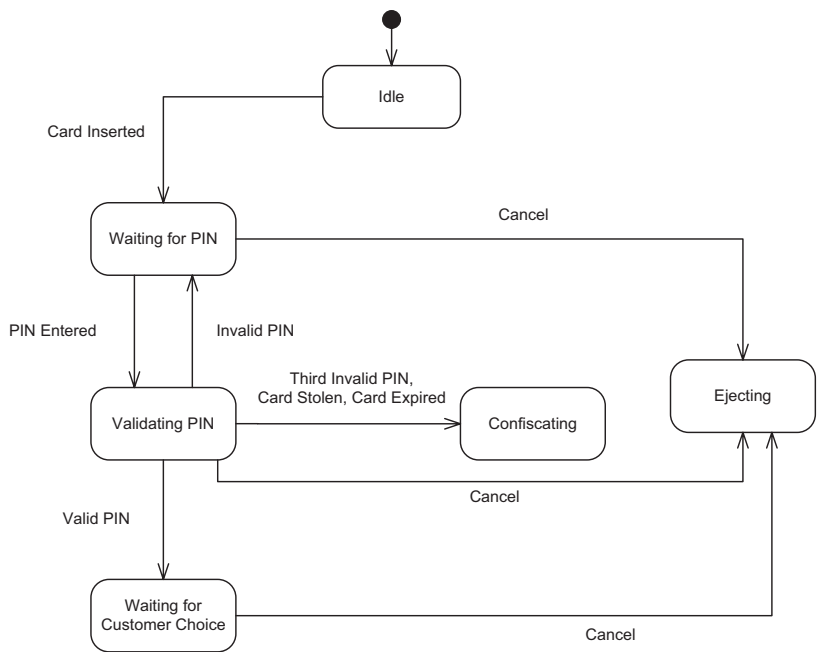 Idle
Card Inserted
Waiting for PIN
Cancel
PIN Entered
Invalid PIN
Third Invalid PIN,
Card Stolen, Card Expired
Ejecting
Validating PIN
Confiscating
Cancel
Valid PIN
Waiting for
Customer Choice
Cancel